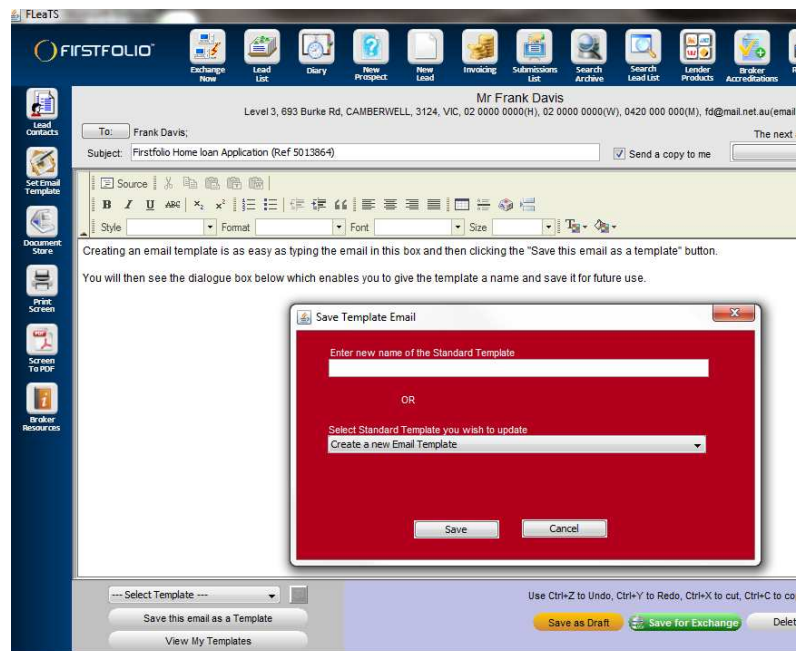 FLeaTS
FIRSTFOLIO
Exchange Now
Lead List
Diary
New Prospect
New Lead
Invoicing
Submissions List
Search Archive
Search Lead List
Lender Products
Broker Accreditations
Lead Contacts
Set Email Template
Document Store
Print Screen
Screen To PDF
Broker Resources
Mr Frank Davis
Level 3, 693 Burke Rd, CAMBERWELL, 3124, VIC, 02 0000 0000(H), 02 0000 0000(W), 0420 000 000(M), fd@mail.net.au(email
To: Frank Davis;
The next
Subject: Firstfolio Home loan Application (Ref 5013864)
Send a copy to me
Source
B I U ABC x₂ x²
Style Format Font Size
Creating an email template is as easy as typing the email in this box and then clicking the "Save this email as a template" button.
You will then see the dialogue box below which enables you to give the template a name and save it for future use.
Save Template Email
Enter new name of the Standard Template
OR
Select Standard Template you wish to update
Create a new Email Template
Save Cancel
--- Select Template ---
Save this email as a Template
View My Templates
Use Ctrl+Z to Undo, Ctrl+Y to Redo, Ctrl+X to cut, Ctrl+C to co
Save as Draft Save for Exchange Delet